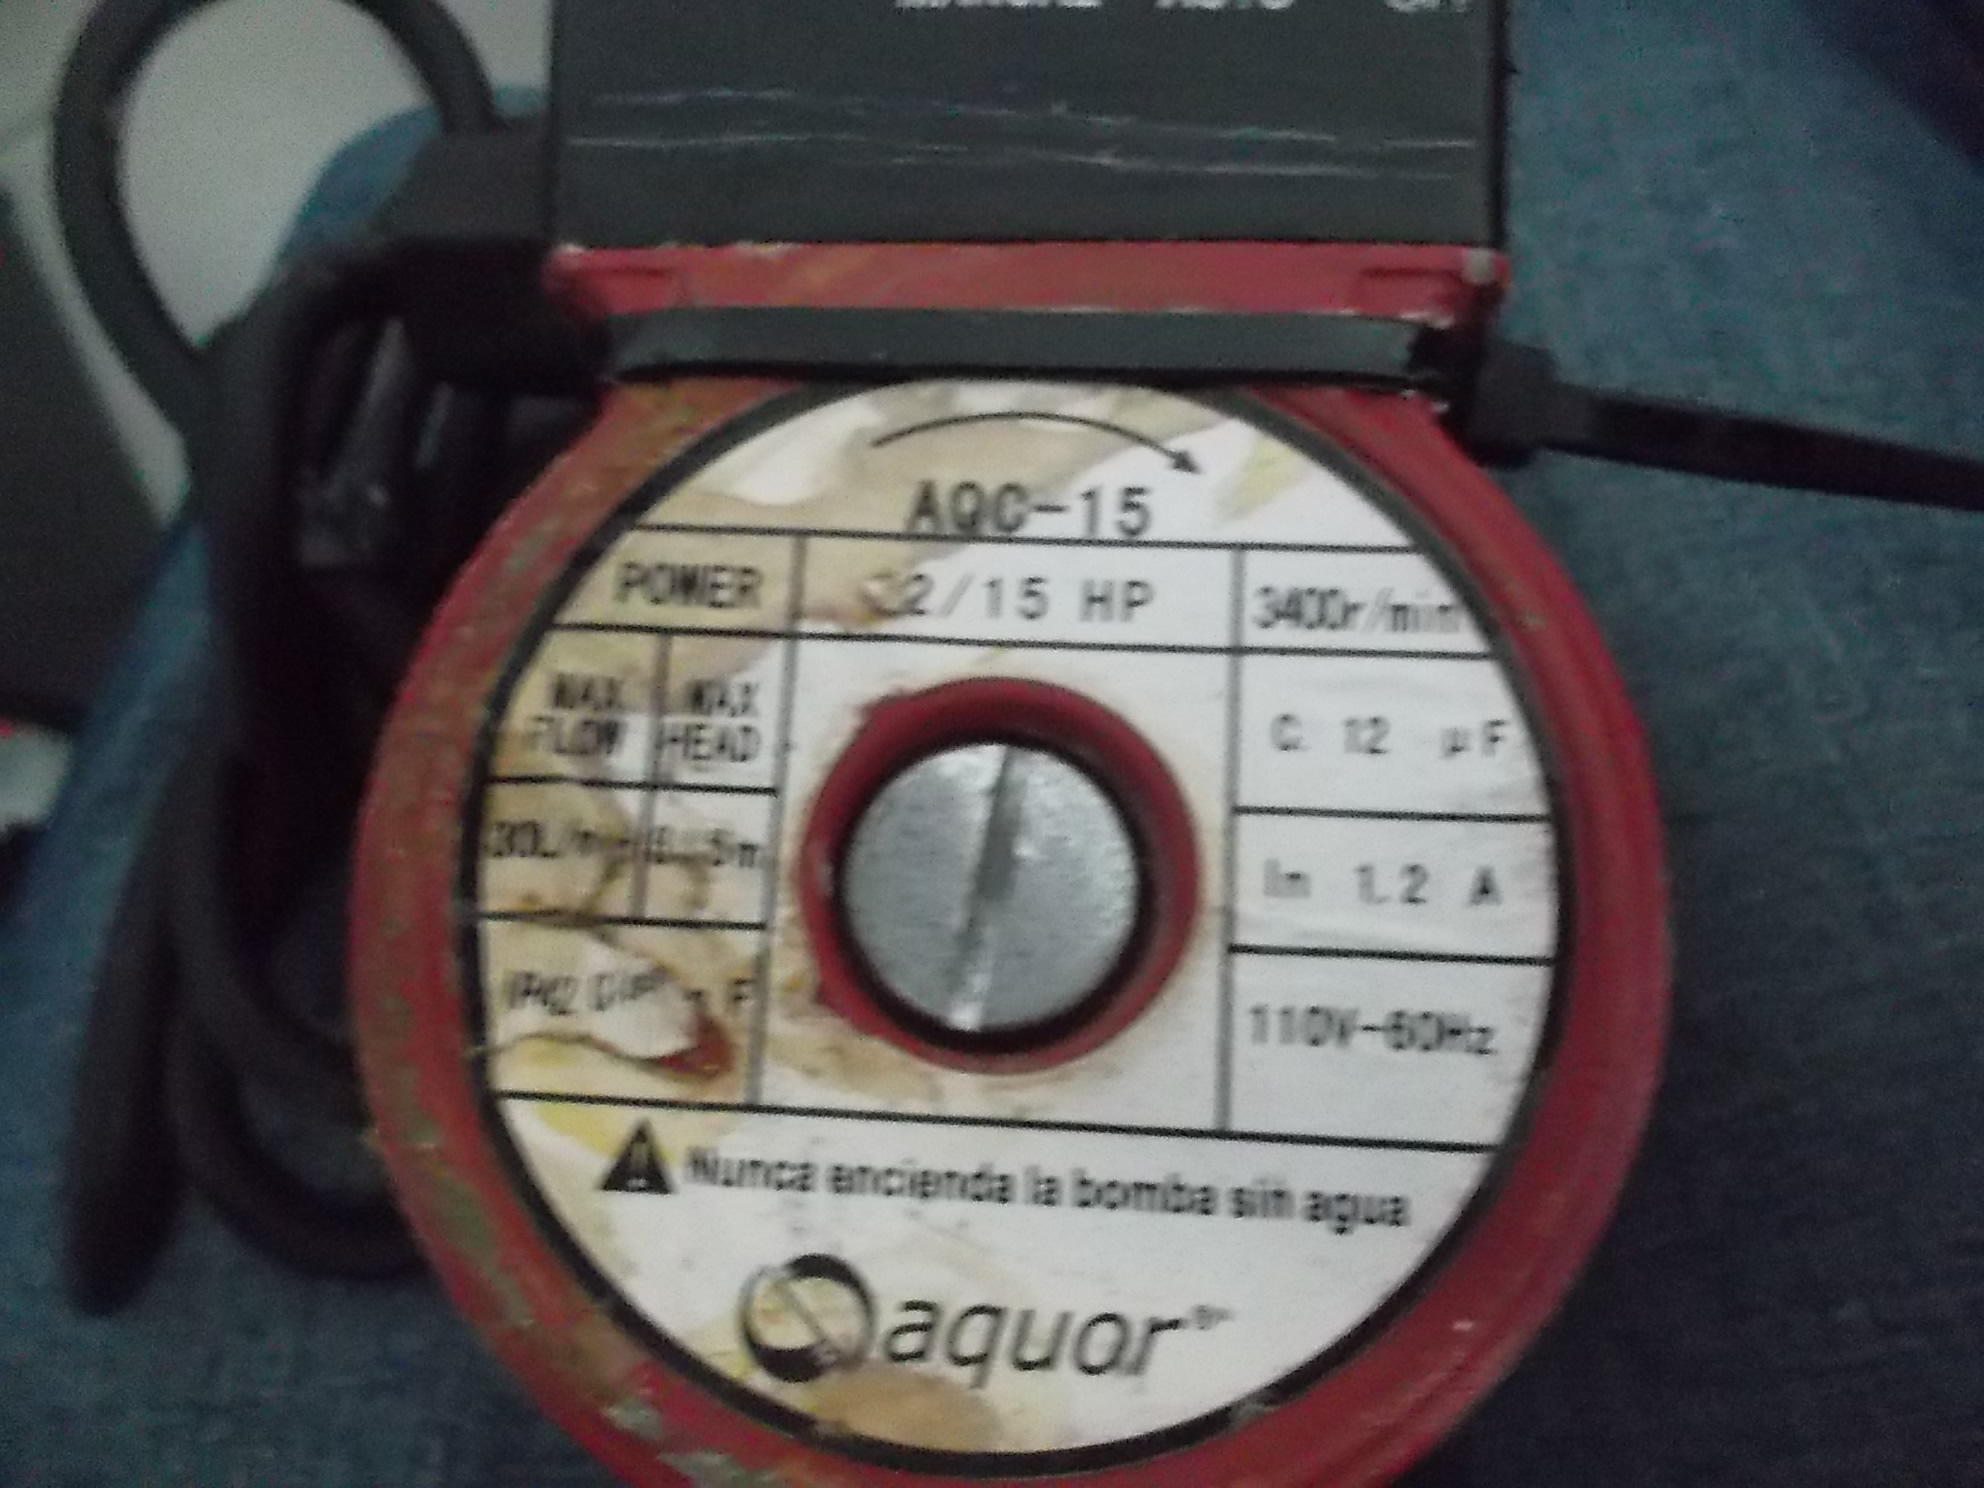 AQC-15
POWER 2/15 HP 3400r/min
MAX FLOW
MAX HEAD
C. 12 µF
In 1.2 A
110V-60Hz
Nunca encienda la bomba sin agua
aquor